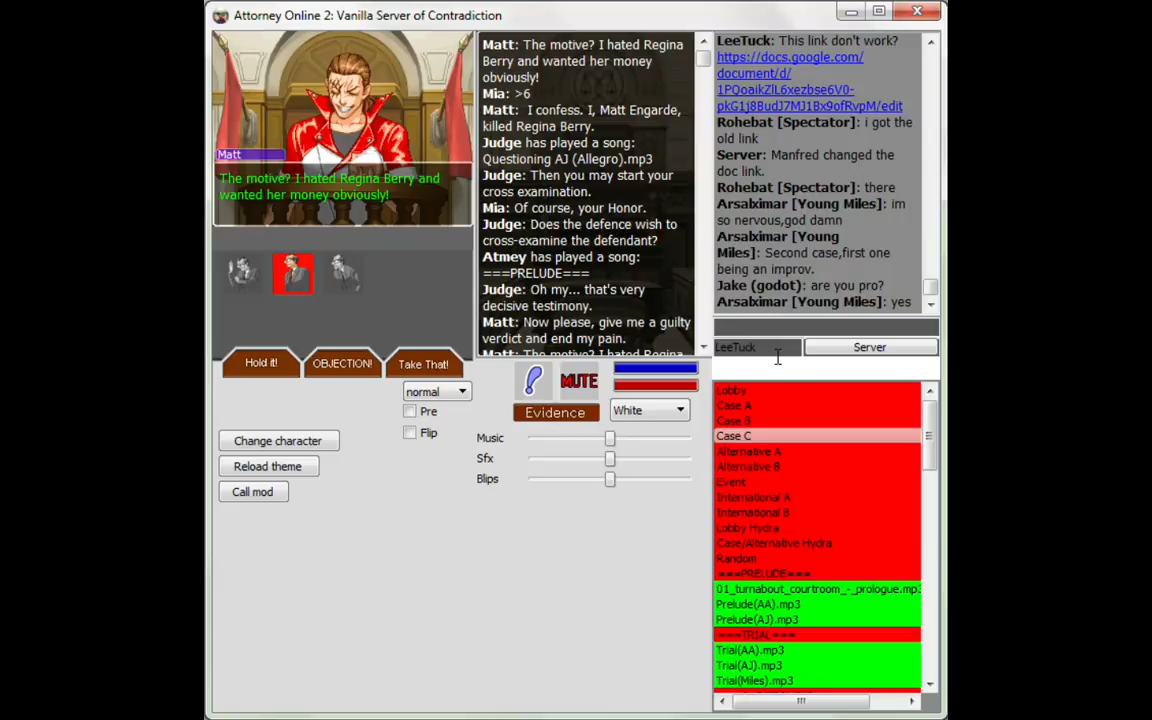 Attorney Online 2: Vanilla Server of Contradiction
Matt
The motive? I hated Regina Berry and
wanted her money obviously!
Hold it!
OBJECTION!
Take That!
normal
Pre
Flip
Change character
Reload theme
Call mod
Matt: The motive? I hated Regina
Berry and wanted her money
obviously!
Mia: >6
Matt: I confess. I, Matt Engarde,
killed Regina Berry.
Judge has played a song:
Questioning AJ (Allegro).mp3
Judge: Then you may start your
cross examination.
Mia: Of course, your Honor.
Judge: Does the defence wish to
cross-examine the defendant?
Atmey has played a song:
===PRELUDE===
Judge: Oh my... that's very
decisive testimony.
Matt: Now please, give me a guilty
verdict and end my pain.
Matt: The motive? I hated Regina
MUTE
Evidence
White
Music
Sfx
Blips
LeeTuck: This link don't work?
https://docs.google.com/
document/d/
1PQoaikZlL6xezbse6V0-
pkG1j8BudJ7MJ1Bx9ofRvpM/edit
Rohebat [Spectator]: i got the
old link
Server: Manfred changed the
doc link.
Rohebat [Spectator]: there
Arsalximar [Young Miles]: im
so nervous,god damn
Arsalximar [Young
Miles]: Second case,first one
being an improv.
Jake (godot): are you pro?
Arsalximar [Young Miles]: yes
LeeTuck
Server
Lobby
Case A
Case B
Case C
Alternative A
Alternative B
Event
International A
International B
Lobby Hydra
Case/Alternative Hydra
Random
===PRELUDE===
01_turnabout_courtroom_-_prologue.mp3
Prelude(AA).mp3
Prelude(AJ).mp3
===TRIAL===
Trial(AA).mp3
Trial(AJ).mp3
Trial(Miles).mp3